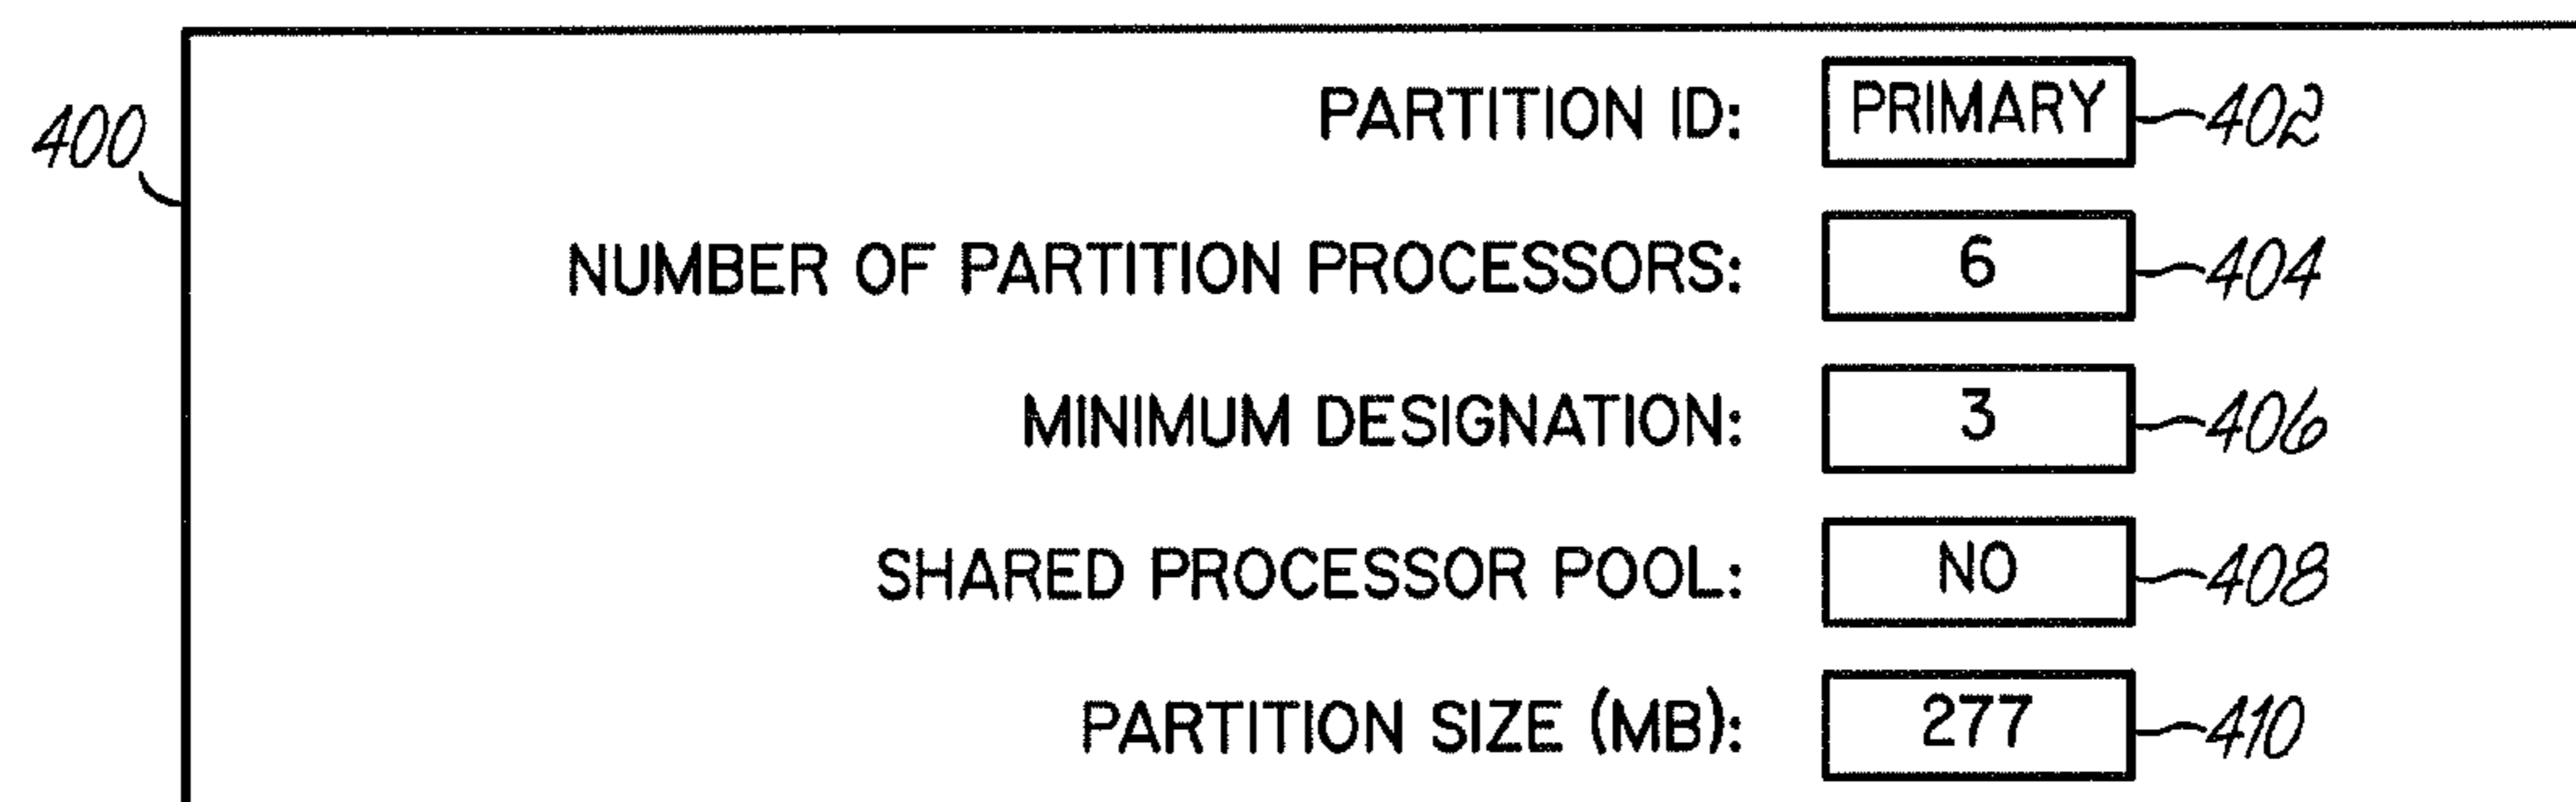 PARTITION ID: PRIMARY 402
400
NUMBER OF PARTITION PROCESSORS: 6 404
MINIMUM DESIGNATION: 3 406
SHARED PROCESSOR POOL: NO 408
PARTITION SIZE (MB): 277 410